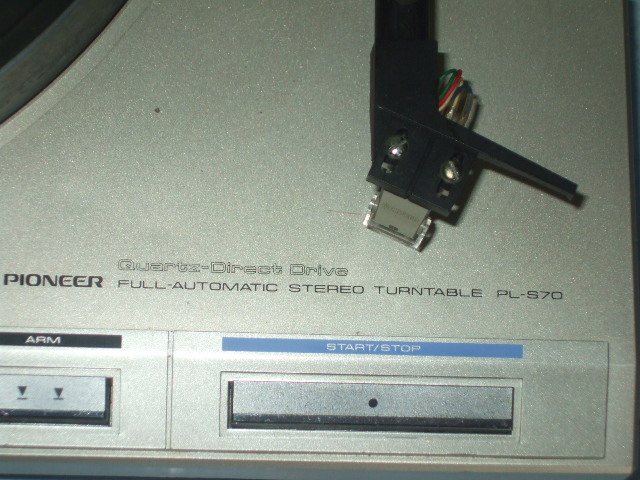 Quartz-Direct Drive
PIONEER FULL-AUTOMATIC STEREO TURNTABLE PL-S70
ARM
START/STOP